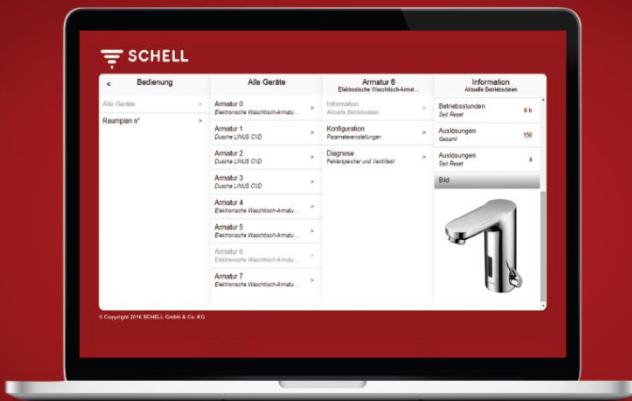 SCHELL
< Bedienung
Alle Geräte >
Raumplan n° >
Alle Geräte
Armatur 0
Elektronische Waschtisch-Armatu... >
Armatur 1
Dusche LINUS CVD >
Armatur 2
Dusche LINUS CVD >
Armatur 3
Dusche LINUS CVD >
Armatur 4
Elektronische Waschtisch-Armatu... >
Armatur 5
Elektronische Waschtisch-Armatu... >
Armatur 6
Elektronische Waschtisch-Armatu... >
Armatur 7
Elektronische Waschtisch-Armatu... >
Armatur 6
Elektronische Waschtisch-Armat...
Information
Aktuelle Betriebsdaten >
Konfiguration
Parametereinstellungen >
Diagnose
Fehlerspeicher und Ventiltest >
Information
Aktuelle Betriebsdaten
Betriebsstunden
Seit Reset 8 h
Auslösungen
Gesamt 150
Auslösungen
Seit Reset 4
Bild
© Copyright 2016 SCHELL GmbH & Co. KG